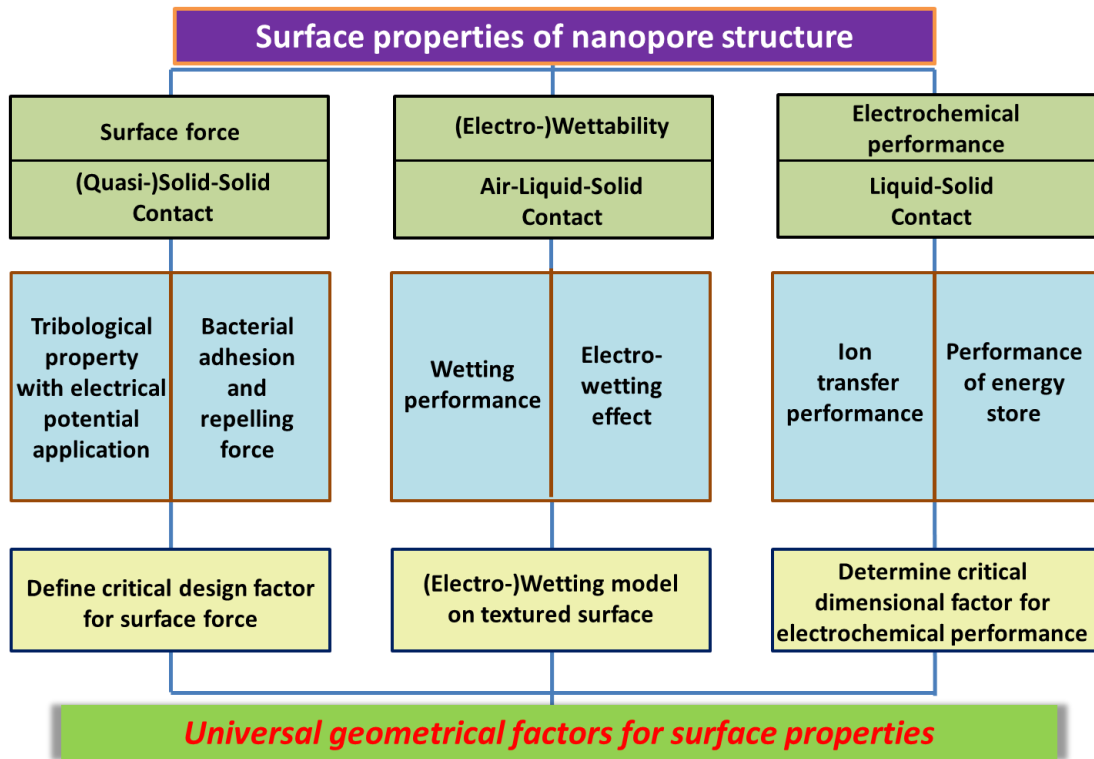 Surface properties of nanopore structure
Surface force
(Quasi-)Solid-Solid
Contact
(Electro-)Wettability
Air-Liquid-Solid
Contact
Electrochemical
performance
Liquid-Solid
Contact
Tribological
property
with electrical
potential
application
Bacterial
adhesion
and
repelling
force
Wetting
performance
Electro-
wetting
effect
Ion
transfer
performance
Performance
of energy
store
Define critical design factor
for surface force
(Electro-)Wetting model
on textured surface
Determine critical
dimensional factor for
electrochemical performance
Universal geometrical factors for surface properties